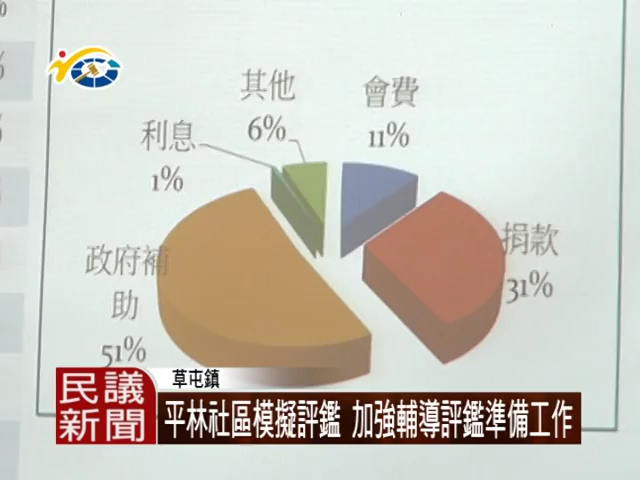 其他
6%
會費
11%
利息
1%
捐款
31%
政府補
助
51%
草屯鎮
民議
新聞
平林社區模擬評鑑 加強輔導評鑑準備工作